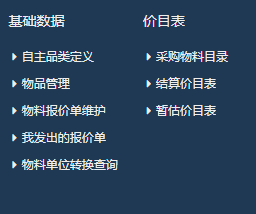 基础数据
自主品类定义
物品管理
物料报价单维护
我发出的报价单
物料单位转换查询
价目表
采购物料目录
结算价目表
暂估价目表